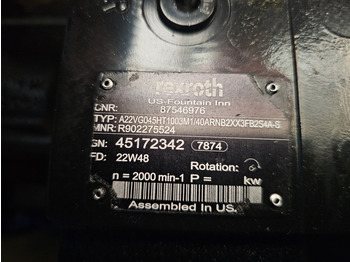 rexroth
US-Fountain Inn
CNR: 87546976
TYP: A22VG045HT1003M1/40ARNB2XX3FB2S4A-S
MNR: R902275524
SN: 45172342 7874
FD: 22W48 Rotation:
n = 2000 min-1 P = kw
Assembled In US.